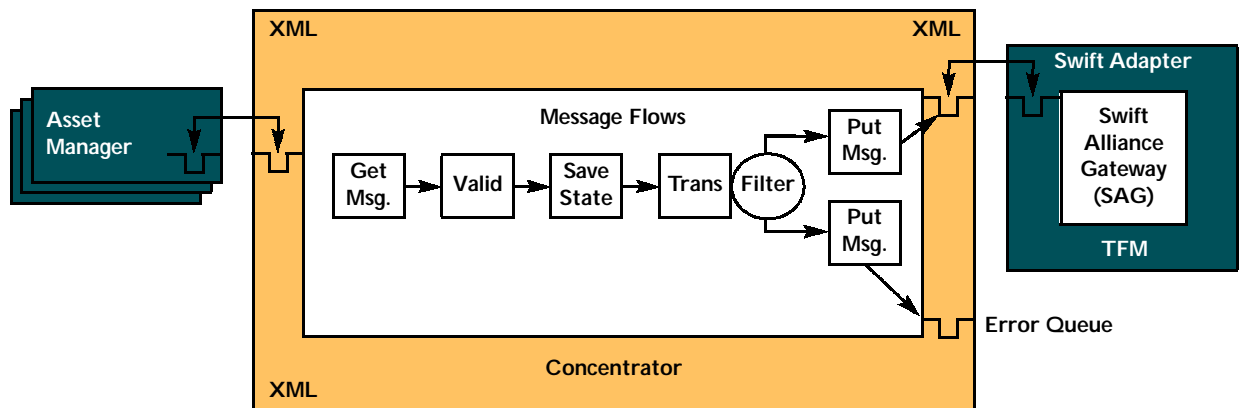 XML
XML
Swift Adapter
Asset
Manager
Message Flows
Get
Msg.
Valid
Save
State
Trans
Filter
Put
Msg.
Put
Msg.
Swift
Alliance
Gateway
(SAG)
TFM
Error Queue
Concentrator
XML